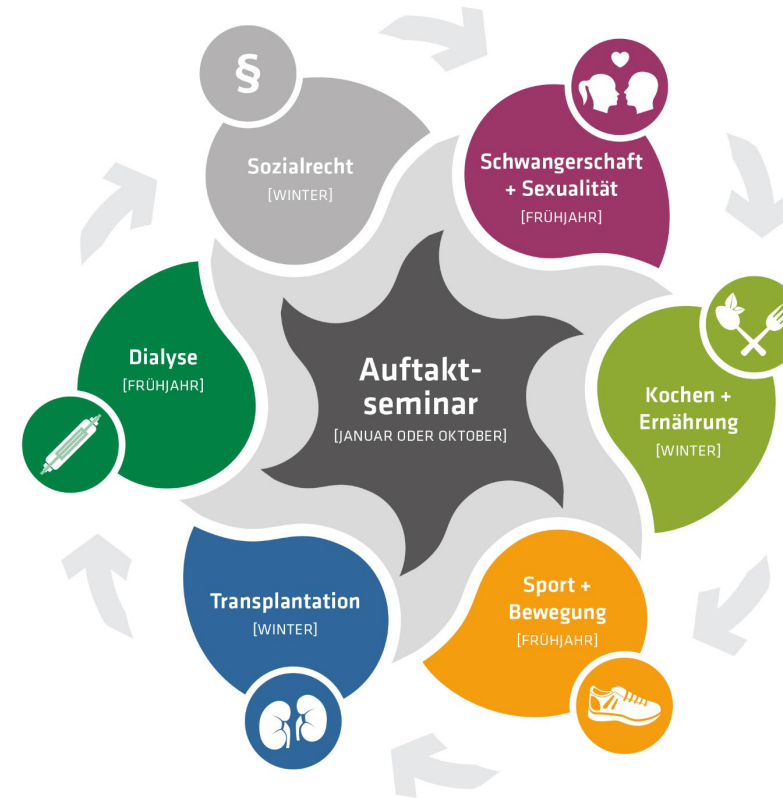 §
Sozialrecht
[WINTER]
Schwangerschaft
+ Sexualität
[FRÜHJAHR]
Dialyse
[FRÜHJAHR]
Auftakt-
seminar
[JANUAR ODER OKTOBER]
Kochen +
Ernährung
[WINTER]
Transplantation
[WINTER]
Sport +
Bewegung
[FRÜHJAHR]